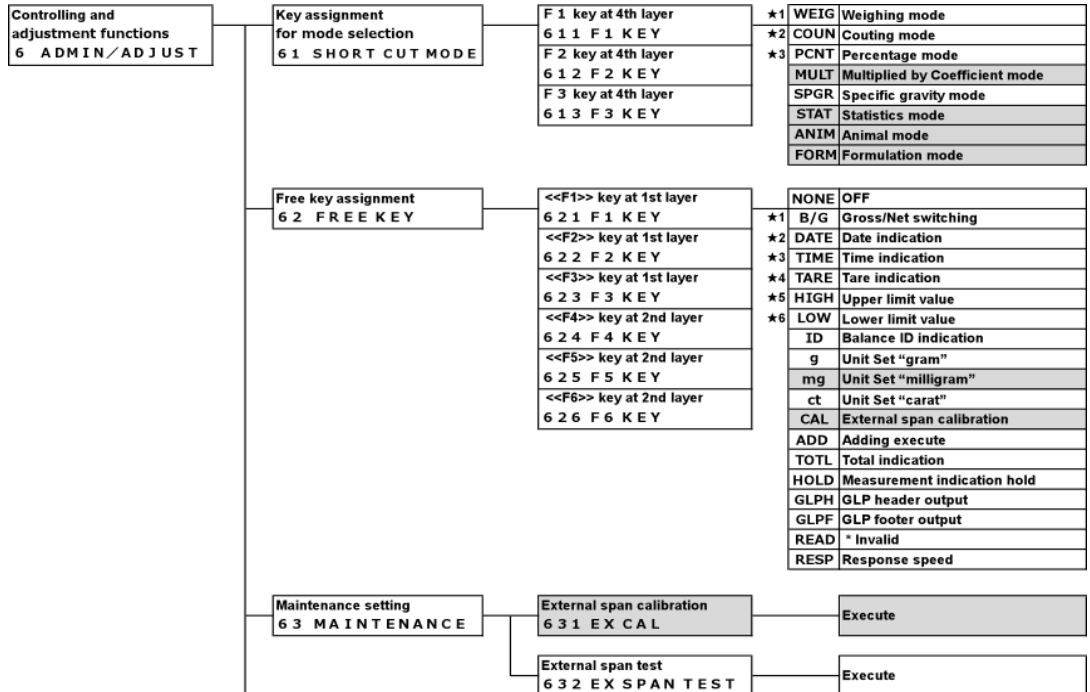 Controlling and
adjustment functions
6 ADMIN/ADJUST
Key assignment
for mode selection
61 SHORT CUT MODE
F 1 key at 4th layer
611 F1 KEY
F 2 key at 4th layer
612 F2 KEY
F 3 key at 4th layer
613 F3 KEY
★1 WEIG Weighing mode
★2 COUN Couting mode
★3 PCNT Percentage mode
MULT Multiplied by Coefficient mode
SPGR Specific gravity mode
STAT Statistics mode
ANIM Animal mode
FORM Formulation mode
Free key assignment
62 FREE KEY
<<F1>> key at 1st layer
621 F1 KEY
<<F2>> key at 1st layer
622 F2 KEY
<<F3>> key at 1st layer
623 F3 KEY
<<F4>> key at 2nd layer
624 F4 KEY
<<F5>> key at 2nd layer
625 F5 KEY
<<F6>> key at 2nd layer
626 F6 KEY
NONE OFF
★1 B/G Gross/Net switching
★2 DATE Date indication
★3 TIME Time indication
★4 TARE Tare indication
★5 HIGH Upper limit value
★6 LOW Lower limit value
ID Balance ID indication
g Unit Set “gram”
mg Unit Set “milligram”
ct Unit Set “carat”
CAL External span calibration
ADD Adding execute
TOTL Total indication
HOLD Measurement indication hold
GLPH GLP header output
GLPF GLP footer output
READ * Invalid
RESP Response speed
Maintenance setting
63 MAINTENANCE
External span calibration
631 EX CAL
Execute
External span test
632 EX SPAN TEST
Execute